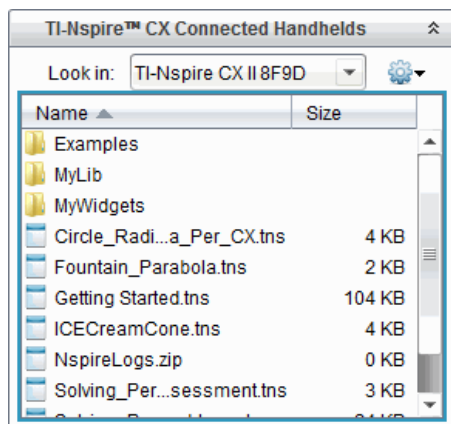 TI-Nspire™ CX Connected Handhelds
Look in: TI-Nspire CX II 8F9D
Name Size
Examples
MyLib
MyWidgets
Circle_Radi...a_Per_CX.tns 4 KB
Fountain_Parabola.tns 2 KB
Getting Started.tns 104 KB
ICECreamCone.tns 4 KB
NspireLogs.zip 0 KB
Solving_Per...sessment.tns 3 KB